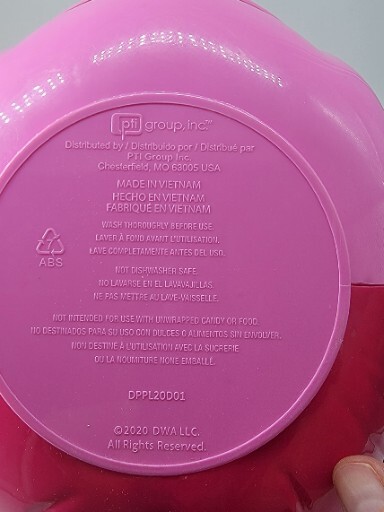 pti group, inc.™
Distributed by / Distribuido por / Distribué par
PTI Group Inc.
Chesterfield, MO 63005 USA
MADE IN VIETNAM
HECHO EN VIETNAM
FABRIQUÉ EN VIETNAM
WASH THOROUGHLY BEFORE USE.
LAVER À FOND AVANT L'UTILISATION.
LAVE COMPLETAMENTE ANTES DEL USO.
ABS
NOT DISHWASHER SAFE.
NO LAVARSE EN EL LAVAVAJILLAS.
NE PAS METTRE AU LAVE-VAISSELLE.
NOT INTENDED FOR USE WITH UNWRAPPED CANDY OR FOOD.
NO DESTINADOS PARA SU USO CON DULCES O ALIMENTOS SIN ENVOLVER.
NON DESTINÉ À L'UTILISATION AVEC LA SUCRERIE
OU LA NOURRITURE NONE EMBALLÉ.
DPPL20D01
©2020 DWA LLC.
All Rights Reserved.